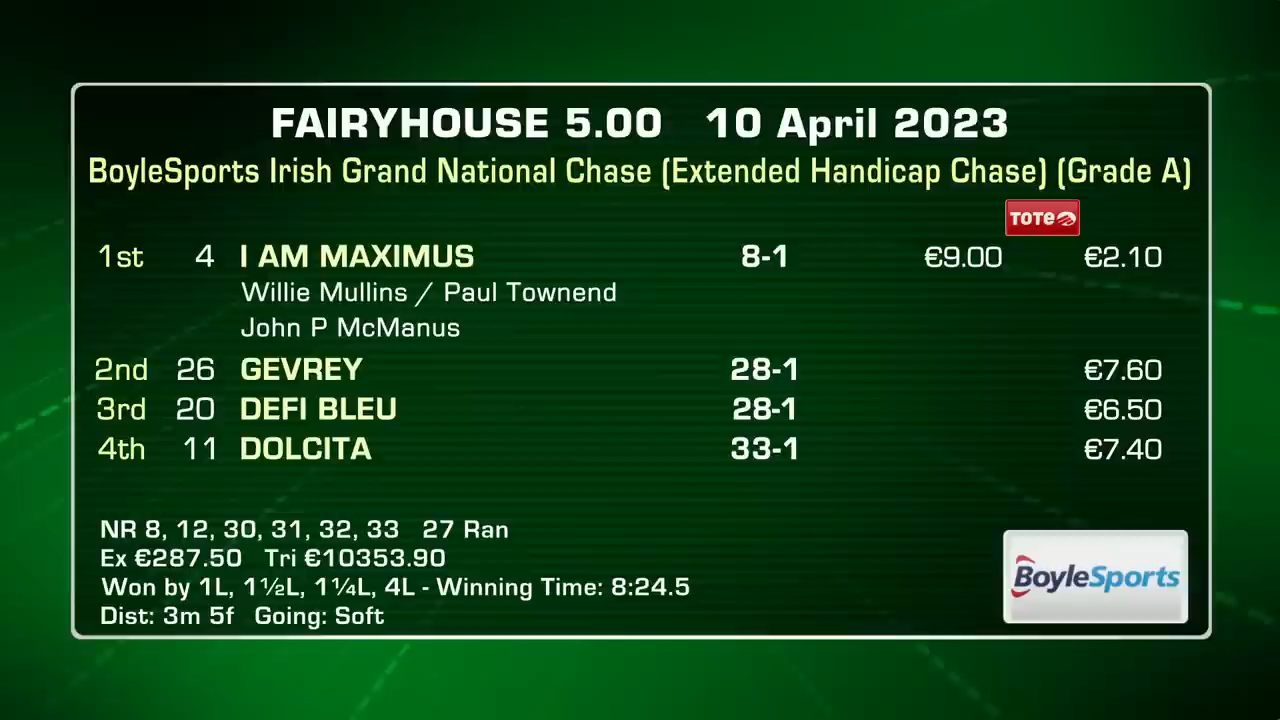 FAIRYHOUSE 5.00 10 April 2023
BoyleSports Irish Grand National Chase (Extended Handicap Chase) (Grade A)
TOTE
1st 4 I AM MAXIMUS 8-1 €9.00 €2.10
Willie Mullins / Paul Townend
John P McManus
2nd 26 GEVREY 28-1 €7.60
3rd 20 DEFI BLEU 28-1 €6.50
4th 11 DOLCITA 33-1 €7.40
NR 8, 12, 30, 31, 32, 33 27 Ran
Ex €287.50 Tri €10353.90
Won by 1L, 1½L, 1¼L, 4L - Winning Time: 8:24.5
Dist: 3m 5f Going: Soft
BoyleSports